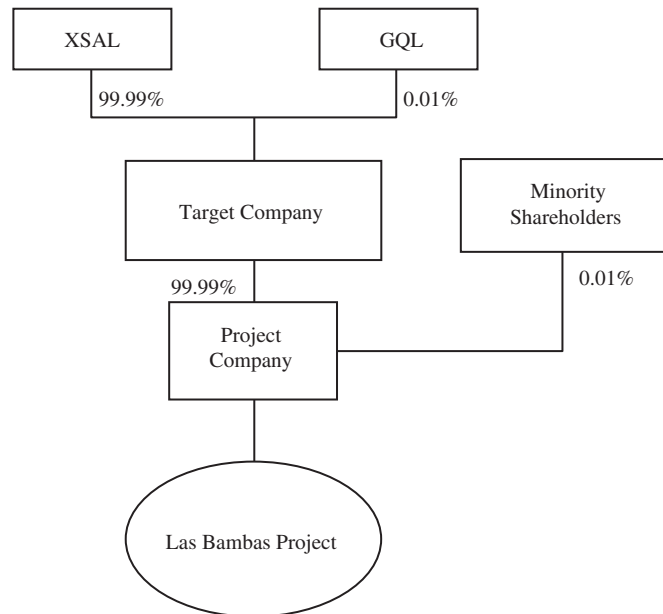 XSAL
GQL
99.99%
0.01%
Target Company
Minority
Shareholders
99.99%
0.01%
Project
Company
Las Bambas Project